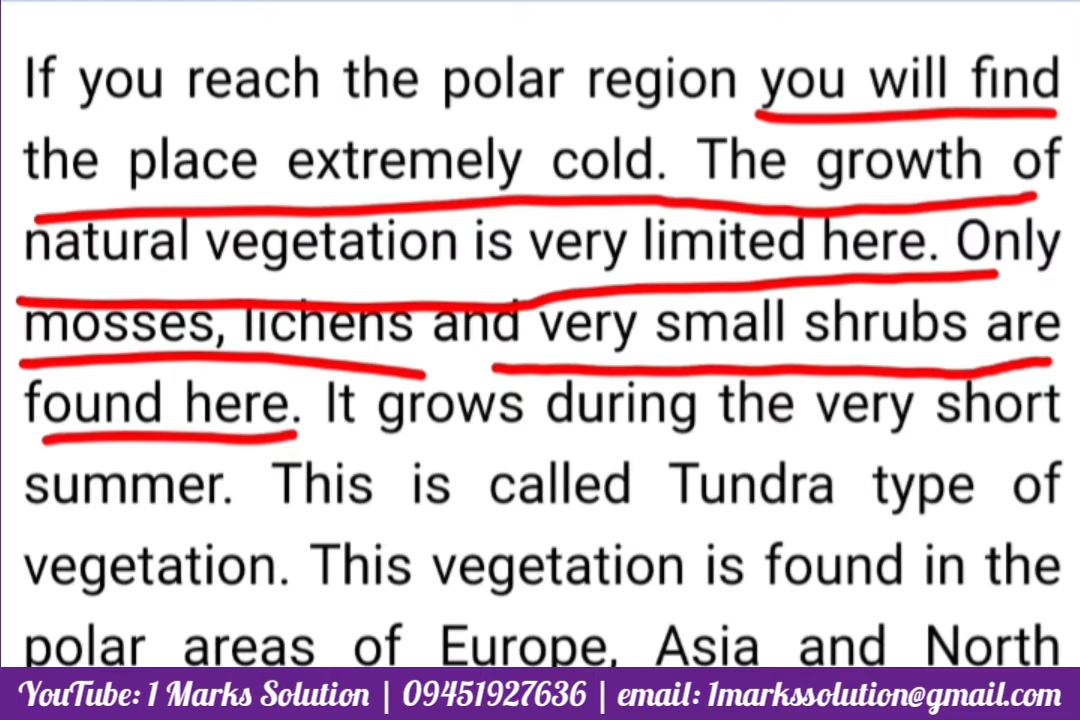 If you reach the polar region you will find
the place extremely cold. The growth of
natural vegetation is very limited here. Only
mosses, lichens and very small shrubs are
found here. It grows during the very short
summer. This is called Tundra type of
vegetation. This vegetation is found in the
polar areas of Europe, Asia and North
YouTube: 1 Marks Solution | 09451927636 | email: 1markssolution@gmail.com